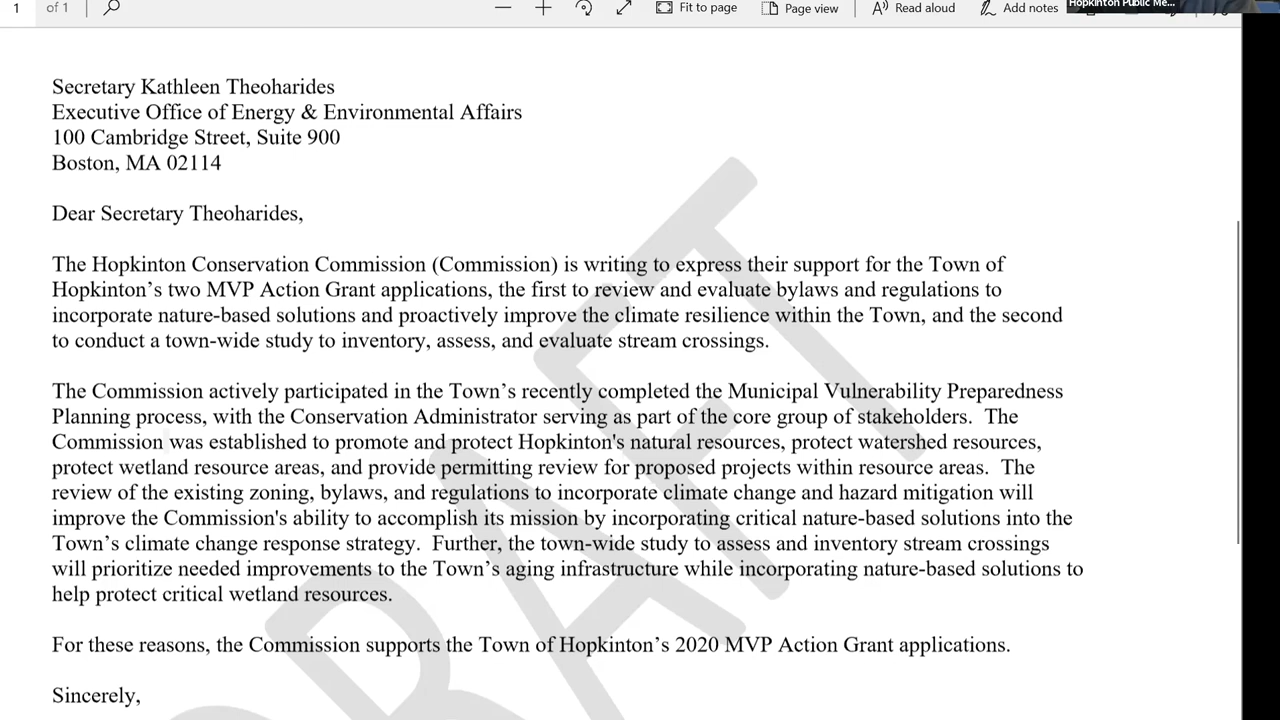 1 of 1 Fit to page Page view Read aloud Add notes Hopkinton Public Me...
Secretary Kathleen Theoharides
Executive Office of Energy & Environmental Affairs
100 Cambridge Street, Suite 900
Boston, MA 02114
Dear Secretary Theoharides,
The Hopkinton Conservation Commission (Commission) is writing to express their support for the Town of
Hopkinton’s two MVP Action Grant applications, the first to review and evaluate bylaws and regulations to
incorporate nature-based solutions and proactively improve the climate resilience within the Town, and the second
to conduct a town-wide study to inventory, assess, and evaluate stream crossings.
The Commission actively participated in the Town’s recently completed the Municipal Vulnerability Preparedness
Planning process, with the Conservation Administrator serving as part of the core group of stakeholders.  The
Commission was established to promote and protect Hopkinton's natural resources, protect watershed resources,
protect wetland resource areas, and provide permitting review for proposed projects within resource areas.  The
review of the existing zoning, bylaws, and regulations to incorporate climate change and hazard mitigation will
improve the Commission's ability to accomplish its mission by incorporating critical nature-based solutions into the
Town’s climate change response strategy.  Further, the town-wide study to assess and inventory stream crossings
will prioritize needed improvements to the Town’s aging infrastructure while incorporating nature-based solutions to
help protect critical wetland resources.
For these reasons, the Commission supports the Town of Hopkinton’s 2020 MVP Action Grant applications.
Sincerely,
DRAFT